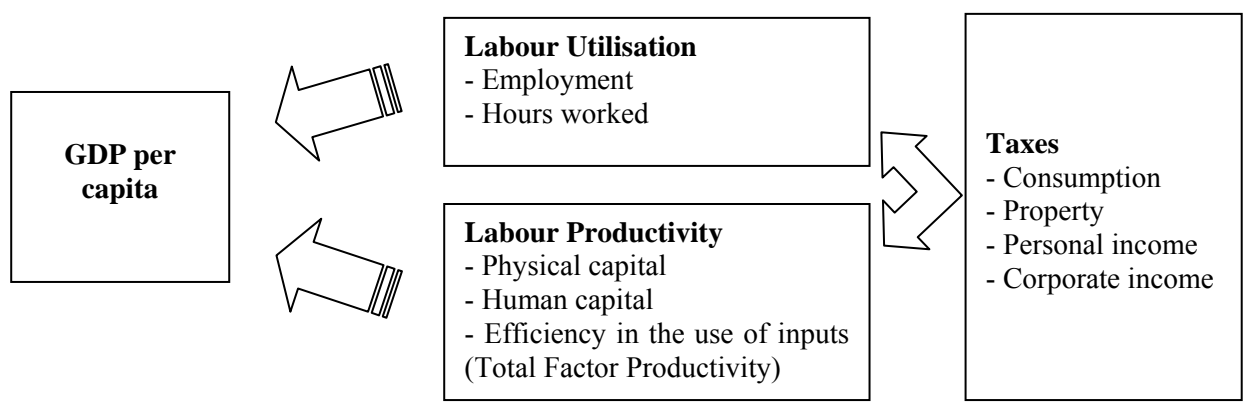 GDP per
capita
Labour Utilisation
- Employment
- Hours worked
Labour Productivity
- Physical capital
- Human capital
- Efficiency in the use of inputs
(Total Factor Productivity)
Taxes
- Consumption
- Property
- Personal income
- Corporate income